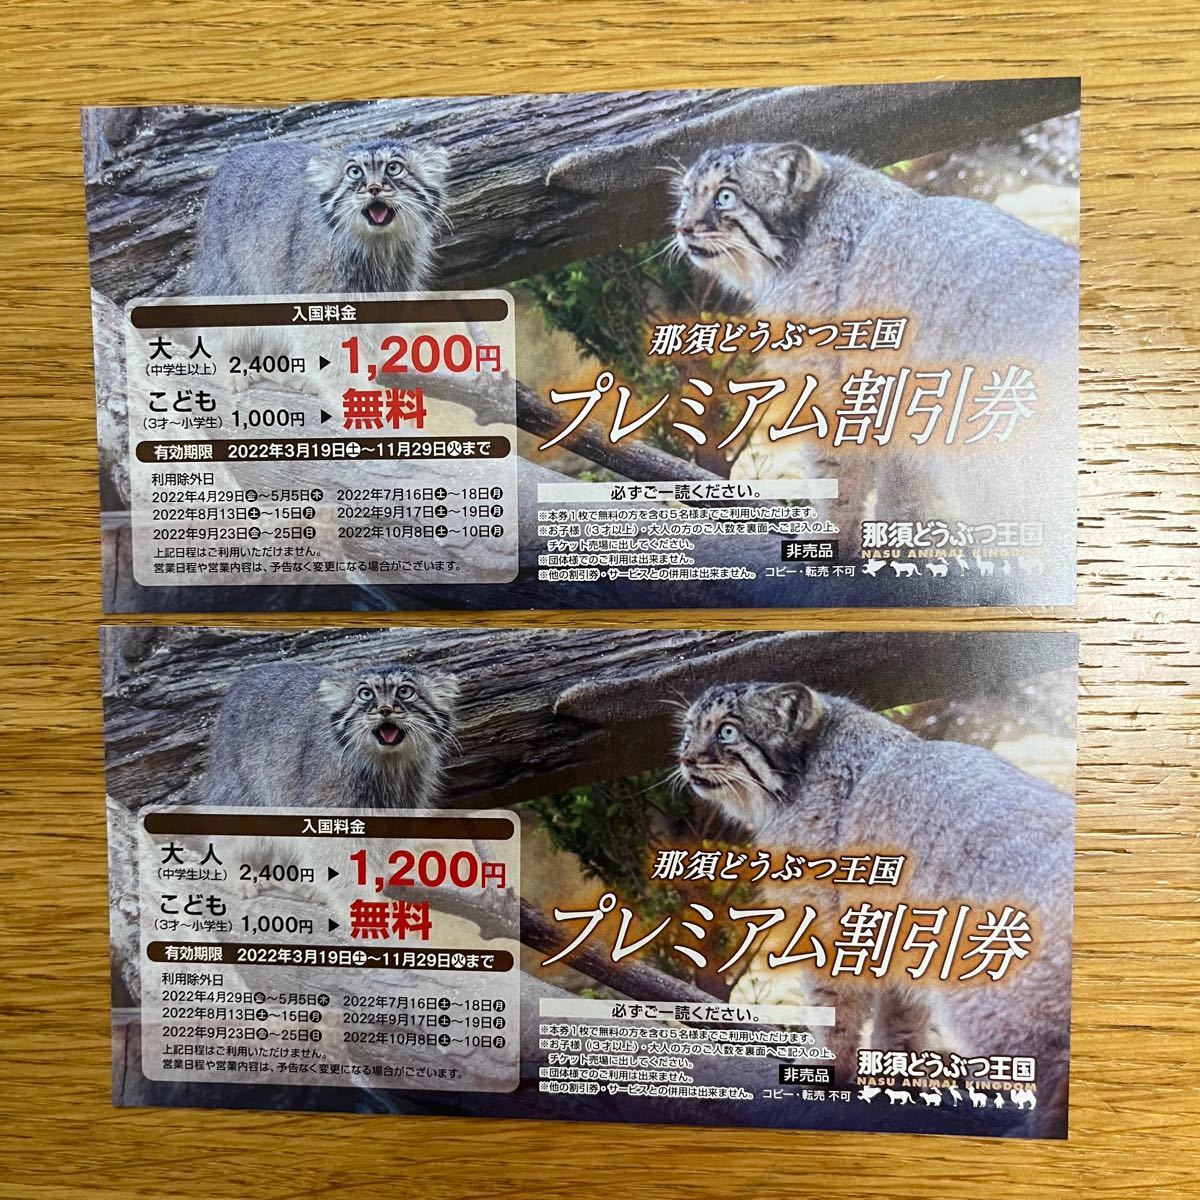 入国料金
大人 (中学生以上) 2,400円 ▶ 1,200円
こども (3才〜小学生) 1,000円 ▶ 無料
有効期限 2022年3月19日㊏〜11月29日㊋まで
利用除外日
2022年4月29日㊎〜5月5日㊍ 2022年7月16日㊏〜18日㊊
2022年8月13日㊏〜15日㊊ 2022年9月17日㊏〜19日㊊
2022年9月23日㊎〜25日㊐ 2022年10月8日㊏〜10日㊊
上記日程はご利用いただけません。
営業日程や営業内容は、予告なく変更になる場合がございます。
那須どうぶつ王国
プレミアム割引券
必ずご一読ください。
※本券1枚で無料の方を含む5名様までご利用いただけます。
※お子様(3才以上)・大人の方のご人数を裏面へご記入の上、
チケット売場に出してください。
※団体様でのご利用は出来ません。
※他の割引券・サービスとの併用は出来ません。
非売品
コピー・転売 不可
那須どうぶつ王国
NASU ANIMAL KINGDOM
入国料金
大人 (中学生以上) 2,400円 ▶ 1,200円
こども (3才〜小学生) 1,000円 ▶ 無料
有効期限 2022年3月19日㊏〜11月29日㊋まで
利用除外日
2022年4月29日㊎〜5月5日㊍ 2022年7月16日㊏〜18日㊊
2022年8月13日㊏〜15日㊊ 2022年9月17日㊏〜19日㊊
2022年9月23日㊎〜25日㊐ 2022年10月8日㊏〜10日㊊
上記日程はご利用いただけません。
営業日程や営業内容は、予告なく変更になる場合がございます。
那須どうぶつ王国
プレミアム割引券
必ずご一読ください。
※本券1枚で無料の方を含む5名様までご利用いただけます。
※お子様(3才以上)・大人の方のご人数を裏面へご記入の上、
チケット売場に出してください。
※団体様でのご利用は出来ません。
※他の割引券・サービスとの併用は出来ません。
非売品
コピー・転売 不可
那須どうぶつ王国
NASU ANIMAL KINGDOM